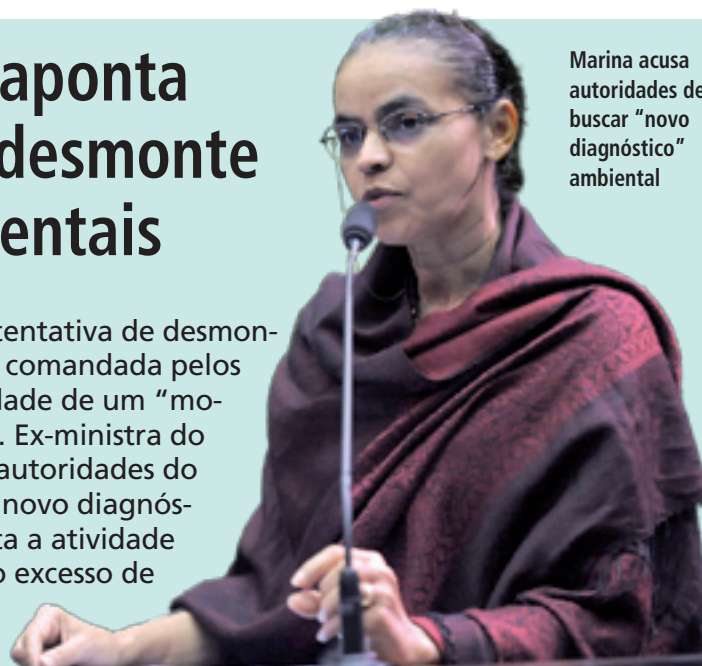 aponta
desmonte
entais
tentativa de desmon-
comandada pelos
dade de um “mo-
. Ex-ministra do
autoridades do
novo diagnós-
ta a atividade
o excesso de
Marina acusa
autoridades de
buscar “novo
diagnóstico”
ambiental